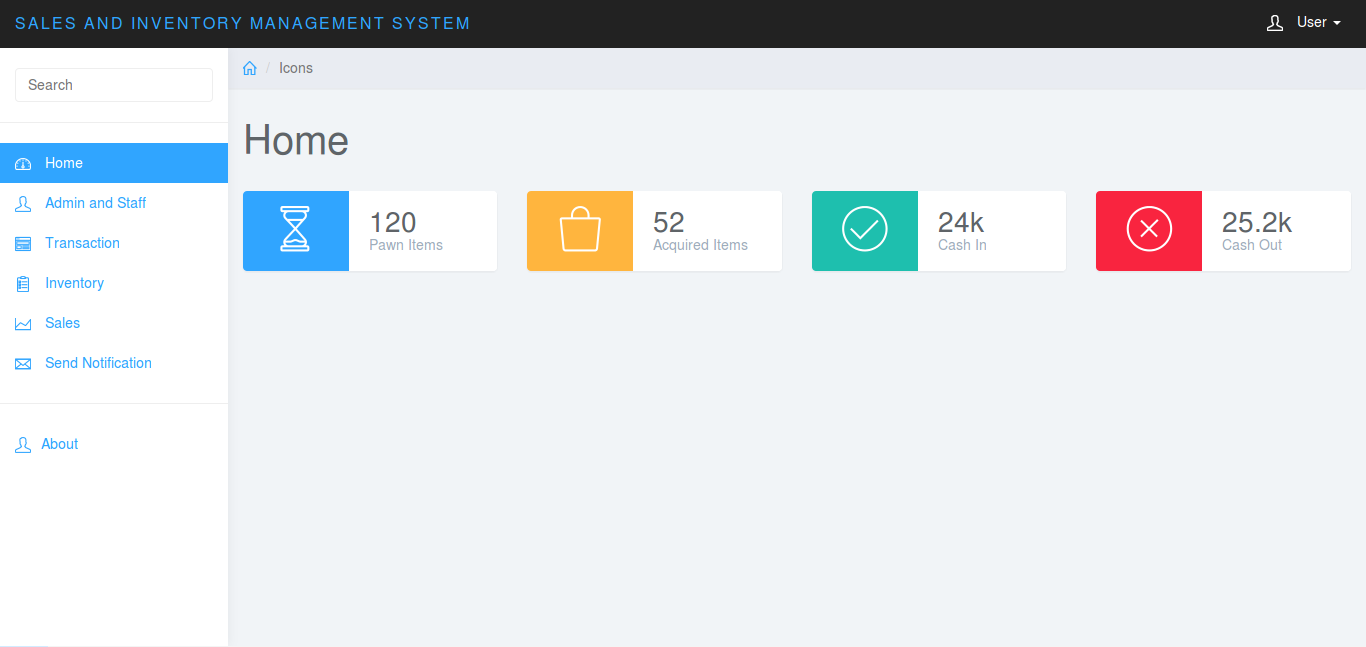 SALES AND INVENTORY MANAGEMENT SYSTEM
User
Search
/ Icons
Home
Home
Admin and Staff
Transaction
Inventory
Sales
Send Notification
About
120
Pawn Items
52
Acquired Items
24k
Cash In
25.2k
Cash Out